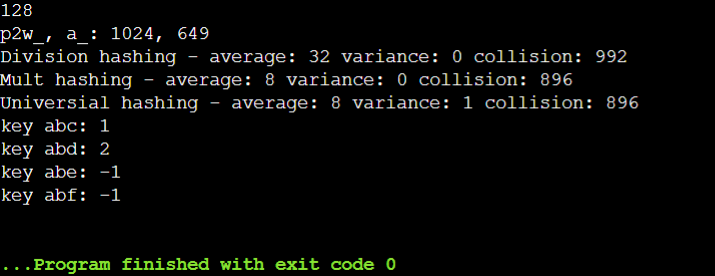 128
p2w_, a_: 1024, 649
Division hashing - average: 32 variance: 0 collision: 992
Mult hashing - average: 8 variance: 0 collision: 896
Universial hashing - average: 8 variance: 1 collision: 896
key abc: 1
key abd: 2
key abe: -1
key abf: -1
...Program finished with exit code 0